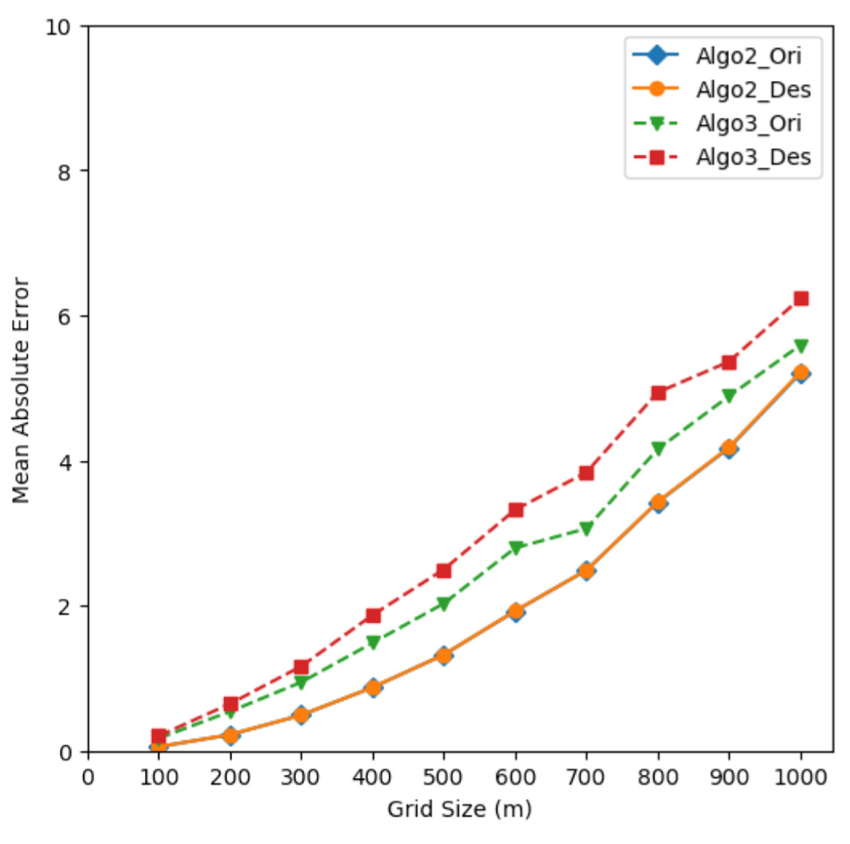 10
8
6
4
2
0
Mean Absolute Error
Algo2_Ori
Algo2_Des
Algo3_Ori
Algo3_Des
0 100 200 300 400 500 600 700 800 900 1000
Grid Size (m)